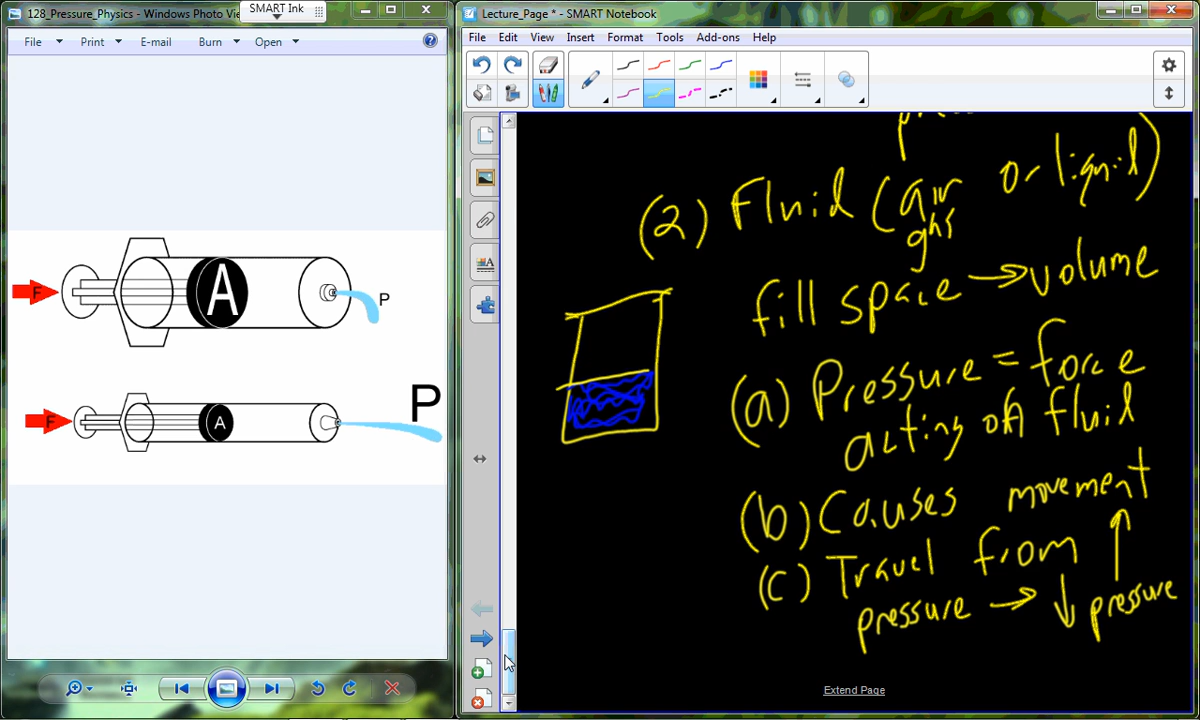 128_Pressure_Physics - Windows Photo Vie
SMART Ink
File Print E-mail Burn Open
F
A
P
F
A
P
Lecture_Page * - SMART Notebook
File Edit View Insert Format Tools Add-ons Help
(2) Fluid (air or liquid)
gas
fill space → volume
(a) Pressure = force
acting on fluid
(b) Causes movement
(c) Travel from ↑
pressure → ↓ pressure
Extend Page